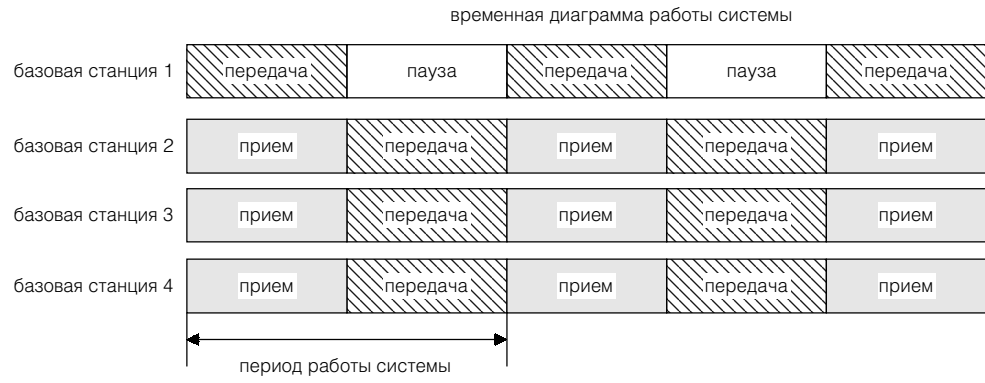 временная диаграмма работы системы
базовая станция 1 передача пауза передача пауза передача
базовая станция 2 прием передача прием передача прием
базовая станция 3 прием передача прием передача прием
базовая станция 4 прием передача прием передача прием
период работы системы